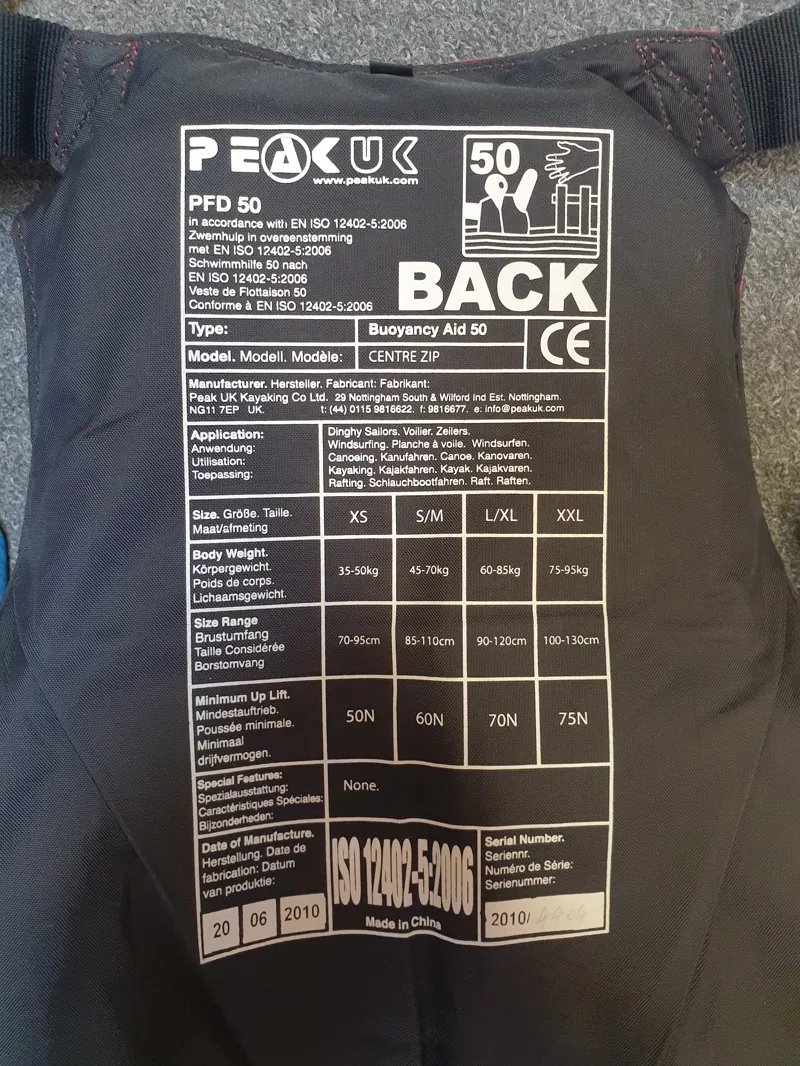 PEAK UK
www.peakuk.com
50
PFD 50
in accordance with EN ISO 12402-5:2006
Zwemhulp in overeenstemming
met EN ISO 12402-5:2006
Schwimmhilfe 50 nach
EN ISO 12402-5:2006
Veste de Flottaison 50
Conforme à EN ISO 12402-5:2006
BACK
Type: Buoyancy Aid 50
CE
Model. Modell. Modèle: CENTRE ZIP
Manufacturer. Hersteller. Fabricant: Fabrikant:
Peak UK Kayaking Co Ltd. 29 Nottingham South & Wilford Ind Est. Nottingham.
NG11 7EP UK. t: (44) 0115 9816622. f: 9816677. e: info@peakuk.com
Application:
Anwendung:
Utilisation:
Toepassing:
Dinghy Sailors. Voilier. Zeilers.
Windsurfing. Planche à voile. Windsurfen.
Canoeing. Kanufahren. Canoe. Kanovaren.
Kayaking. Kajakfahren. Kayak. Kajakvaren.
Rafting. Schlauchbootfahren. Raft. Raften.
Size. Größe. Taille.
Maat/afmeting
XS S/M L/XL XXL
Body Weight.
Körpergewicht.
Poids de corps.
Lichaamsgewicht.
35-50kg 45-70kg 60-85kg 75-95kg
Size Range
Brustumfang
Taille Considérée
Borstomvang
70-95cm 85-110cm 90-120cm 100-130cm
Minimum Up Lift.
Mindestauftrieb.
Poussée minimale.
Minimaal
drijfvermogen.
50N 60N 70N 75N
Special Features:
Spezialausstattung:
Caractéristiques Spéciales:
Bijzonderheden:
None.
Date of Manufacture.
Herstellung. Date de
fabrication: Datum
van produktie:
20 06 2010
ISO 12402-5:2006
Made in China
Serial Number.
Seriennr.
Numéro de Série:
Serienummer:
2010/